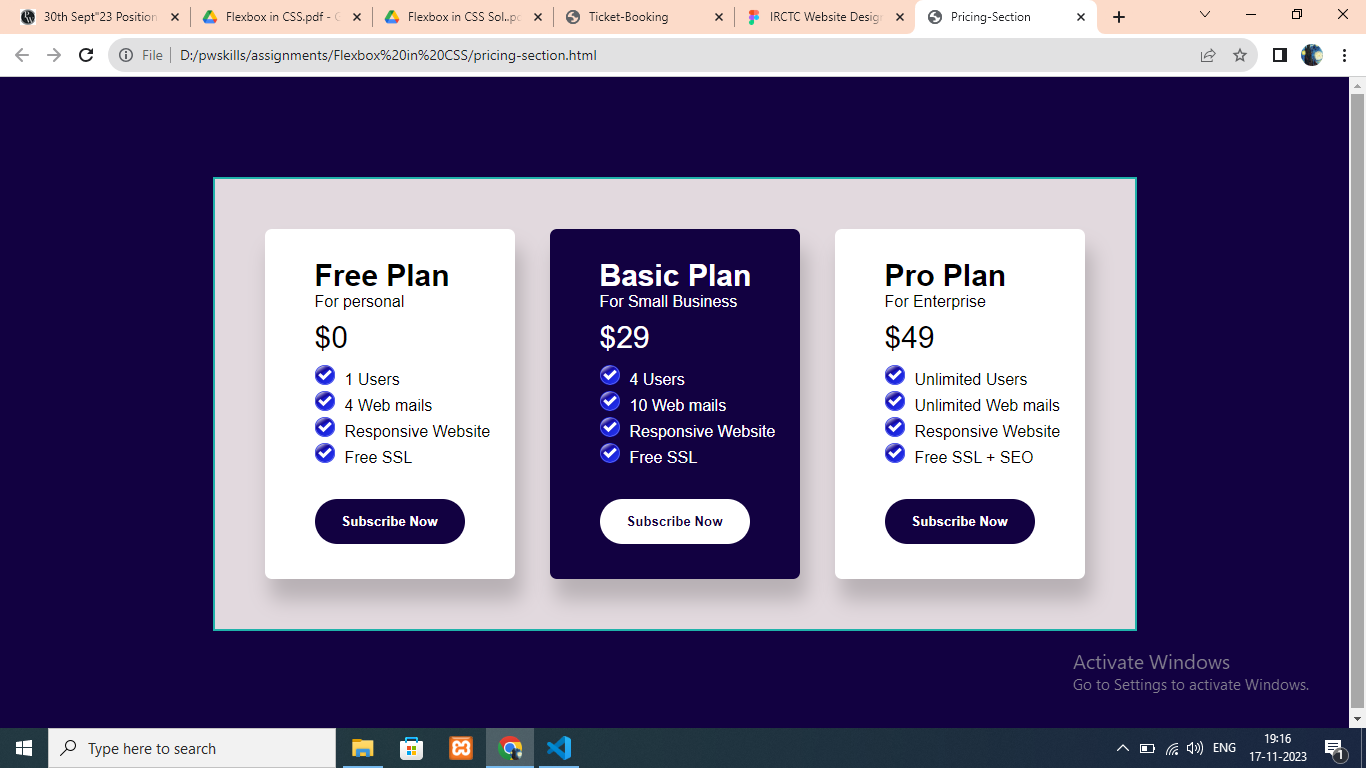 30th Sept"23 Position
Flexbox in CSS.pdf - G
Flexbox in CSS Sol..pd
Ticket-Booking
IRCTC Website Design
Pricing-Section
File
D:/pwskills/assignments/Flexbox%20in%20CSS/pricing-section.html
Free Plan
For personal
$0
1 Users
4 Web mails
Responsive Website
Free SSL
Subscribe Now
Basic Plan
For Small Business
$29
4 Users
10 Web mails
Responsive Website
Free SSL
Subscribe Now
Pro Plan
For Enterprise
$49
Unlimited Users
Unlimited Web mails
Responsive Website
Free SSL + SEO
Subscribe Now
Activate Windows
Go to Settings to activate Windows.
Type here to search
ENG
19:16
17-11-2023
1